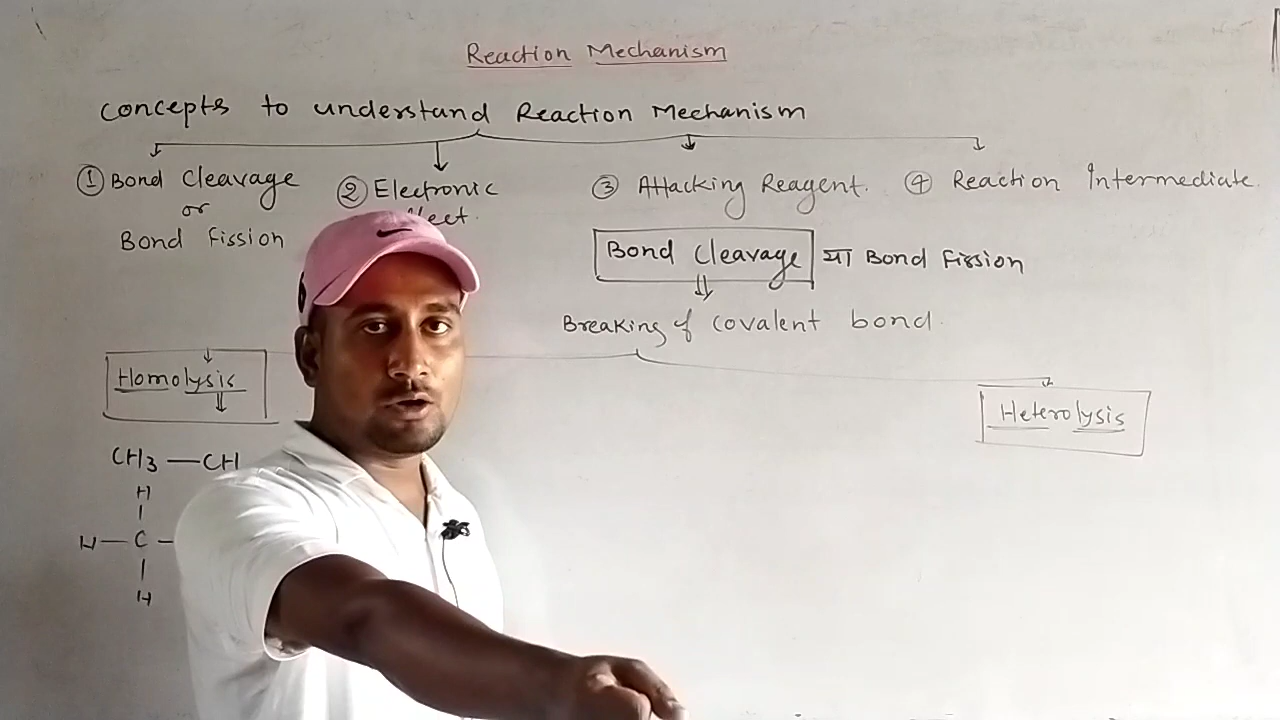 Reaction Mechanism
Concepts to understand Reaction Mechanism
① Bond Cleavage
or
Bond fission
② Electronic
③ Attacking Reagent.
④ Reaction Intermediate.
Bond Cleavage या Bond Fission
Breaking of covalent bond.
Homolysis
Heterolysis
CH3 — CH
H
|
H — C —
|
H